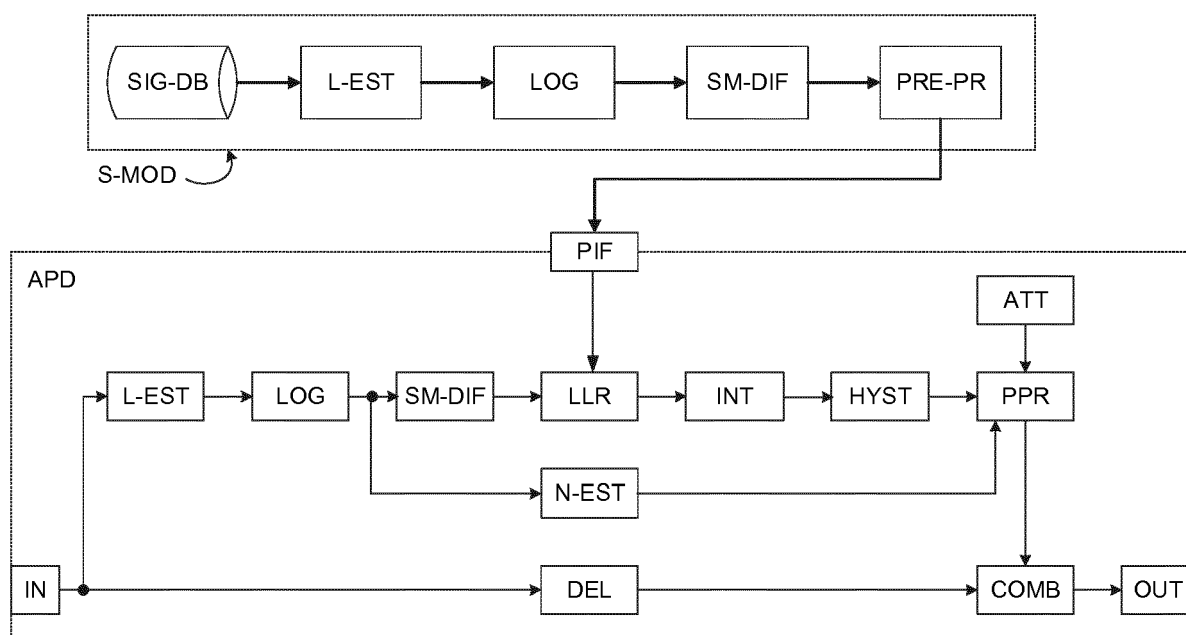 SIG-DB L-EST LOG SM-DIF PRE-PR
S-MOD
PIF
APD
ATT
L-EST LOG SM-DIF LLR INT HYST PPR
N-EST
IN DEL COMB OUT